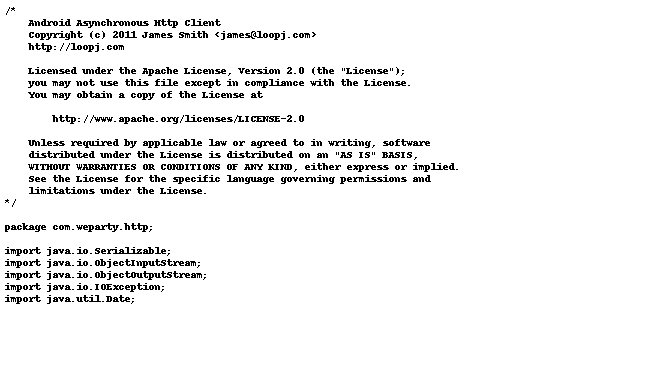 /*
    Android Asynchronous Http Client
    Copyright (c) 2011 James Smith <james@loopj.com>
    http://loopj.com

    Licensed under the Apache License, Version 2.0 (the "License");
    you may not use this file except in compliance with the License.
    You may obtain a copy of the License at

        http://www.apache.org/licenses/LICENSE-2.0

    Unless required by applicable law or agreed to in writing, software
    distributed under the License is distributed on an "AS IS" BASIS,
    WITHOUT WARRANTIES OR CONDITIONS OF ANY KIND, either express or implied.
    See the License for the specific language governing permissions and
    limitations under the License.
*/

package com.weparty.http;

import java.io.Serializable;
import java.io.ObjectInputStream;
import java.io.ObjectOutputStream;
import java.io.IOException;
import java.util.Date;